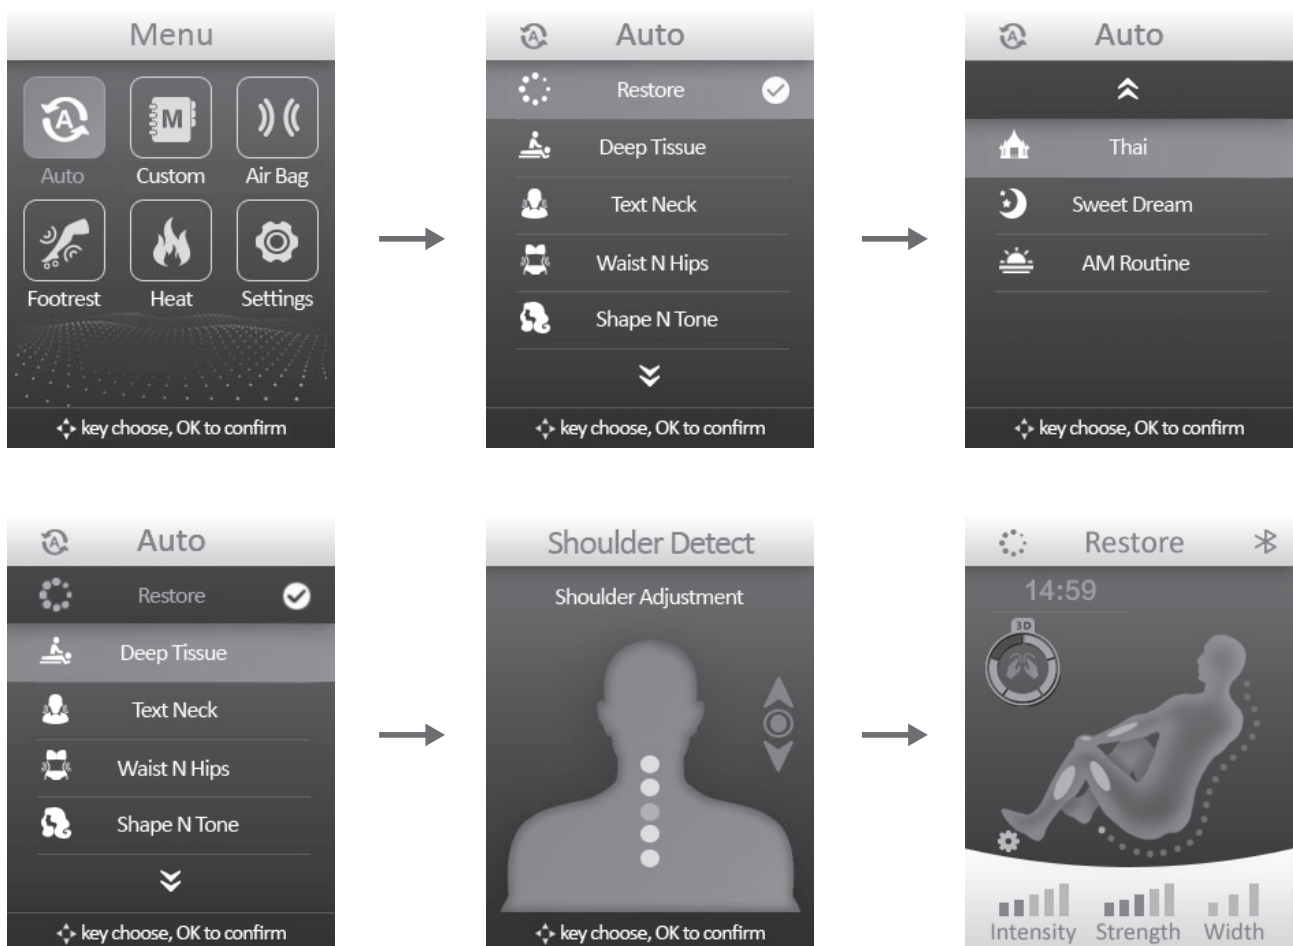 Menu
A
M
Auto
Custom
Air Bag
Footrest
Heat
Settings
key choose, OK to confirm
A
Auto
Restore
Deep Tissue
Text Neck
Waist N Hips
Shape N Tone
key choose, OK to confirm
A
Auto
Thai
Sweet Dream
AM Routine
key choose, OK to confirm
A
Auto
Restore
Deep Tissue
Text Neck
Waist N Hips
Shape N Tone
key choose, OK to confirm
Shoulder Detect
Shoulder Adjustment
key choose, OK to confirm
Restore
14:59
3D
Intensity
Strength
Width